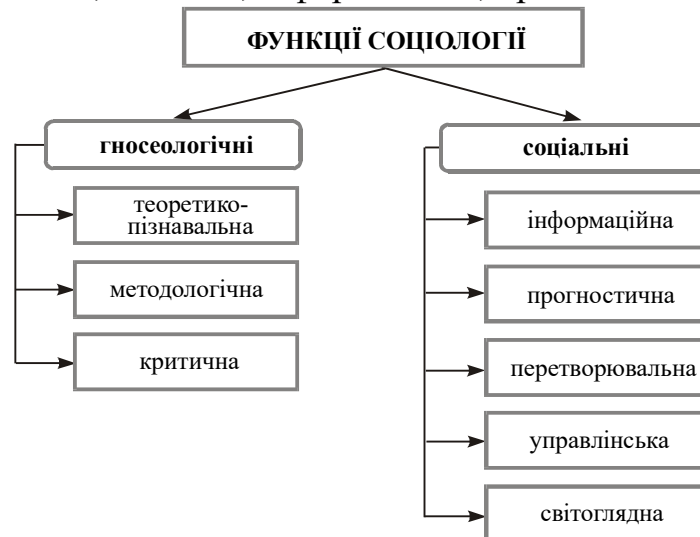 ФУНКЦІЇ СОЦІОЛОГІЇ
гносеологічні
теоретико-
пізнавальна
методологічна
критична
соціальні
інформаційна
прогностична
перетворювальна
управлінська
світоглядна